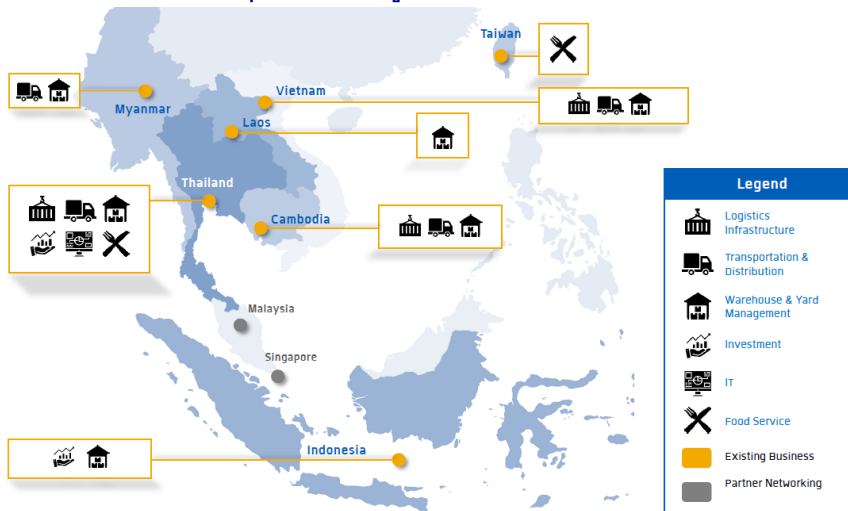 Taiwan
Vietnam
Myanmar
Laos
Thailand
Cambodia
Malaysia
Singapore
Indonesia
Legend
Logistics
Infrastructure
Transportation &
Distribution
Warehouse & Yard
Management
Investment
IT
Food Service
Existing Business
Partner Networking